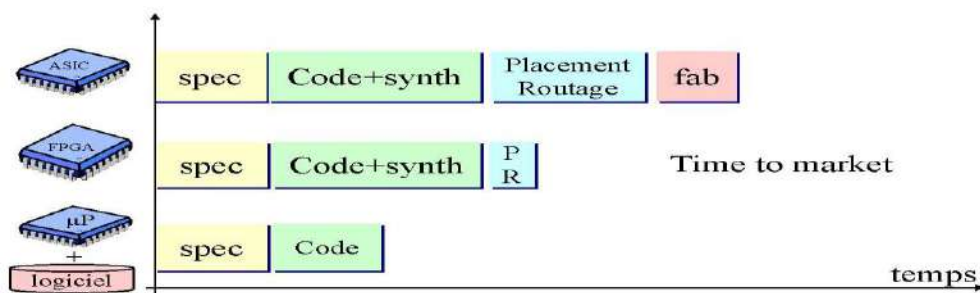 ASIC
spec
Code+synth
Placement
Routage
fab
FPGA
spec
Code+synth
P
R
Time to market
μP
+
logiciel
spec
Code
temps